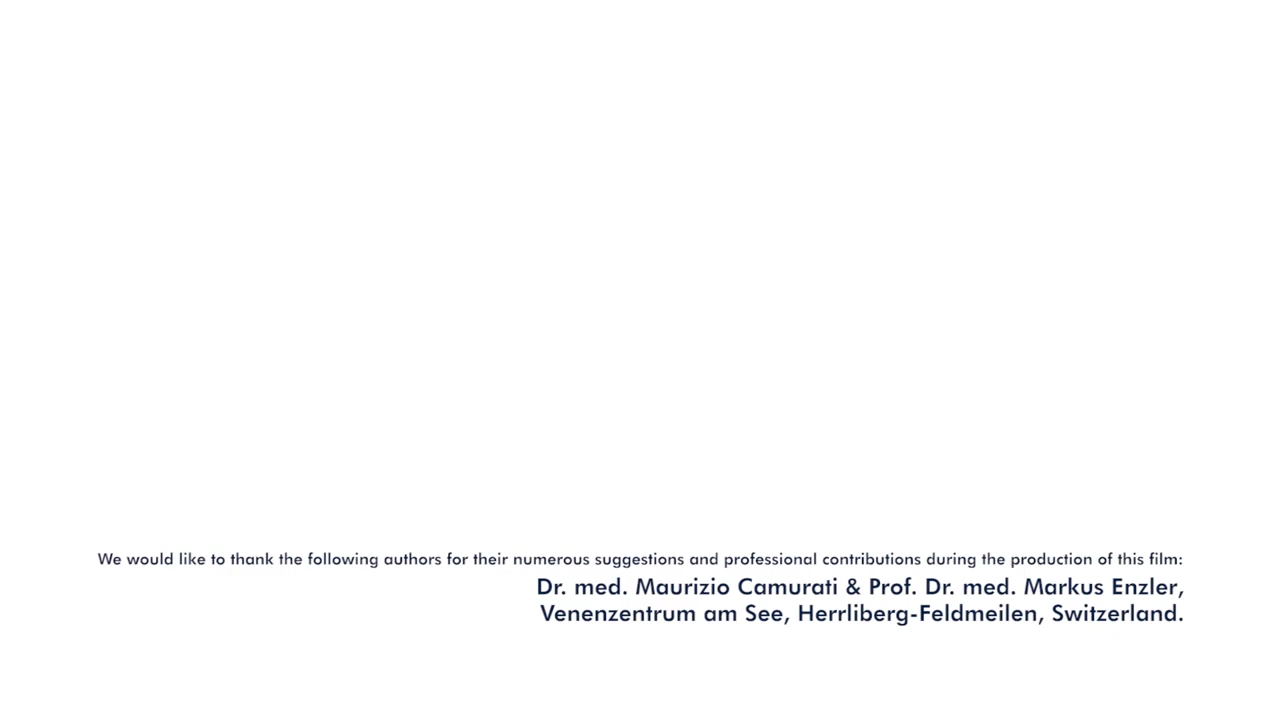 We would like to thank the following authors for their numerous suggestions and professional contributions during the production of this film:
Dr. med. Maurizio Camurati & Prof. Dr. med. Markus Enzler,
Venenzentrum am See, Herrliberg-Feldmeilen, Switzerland.